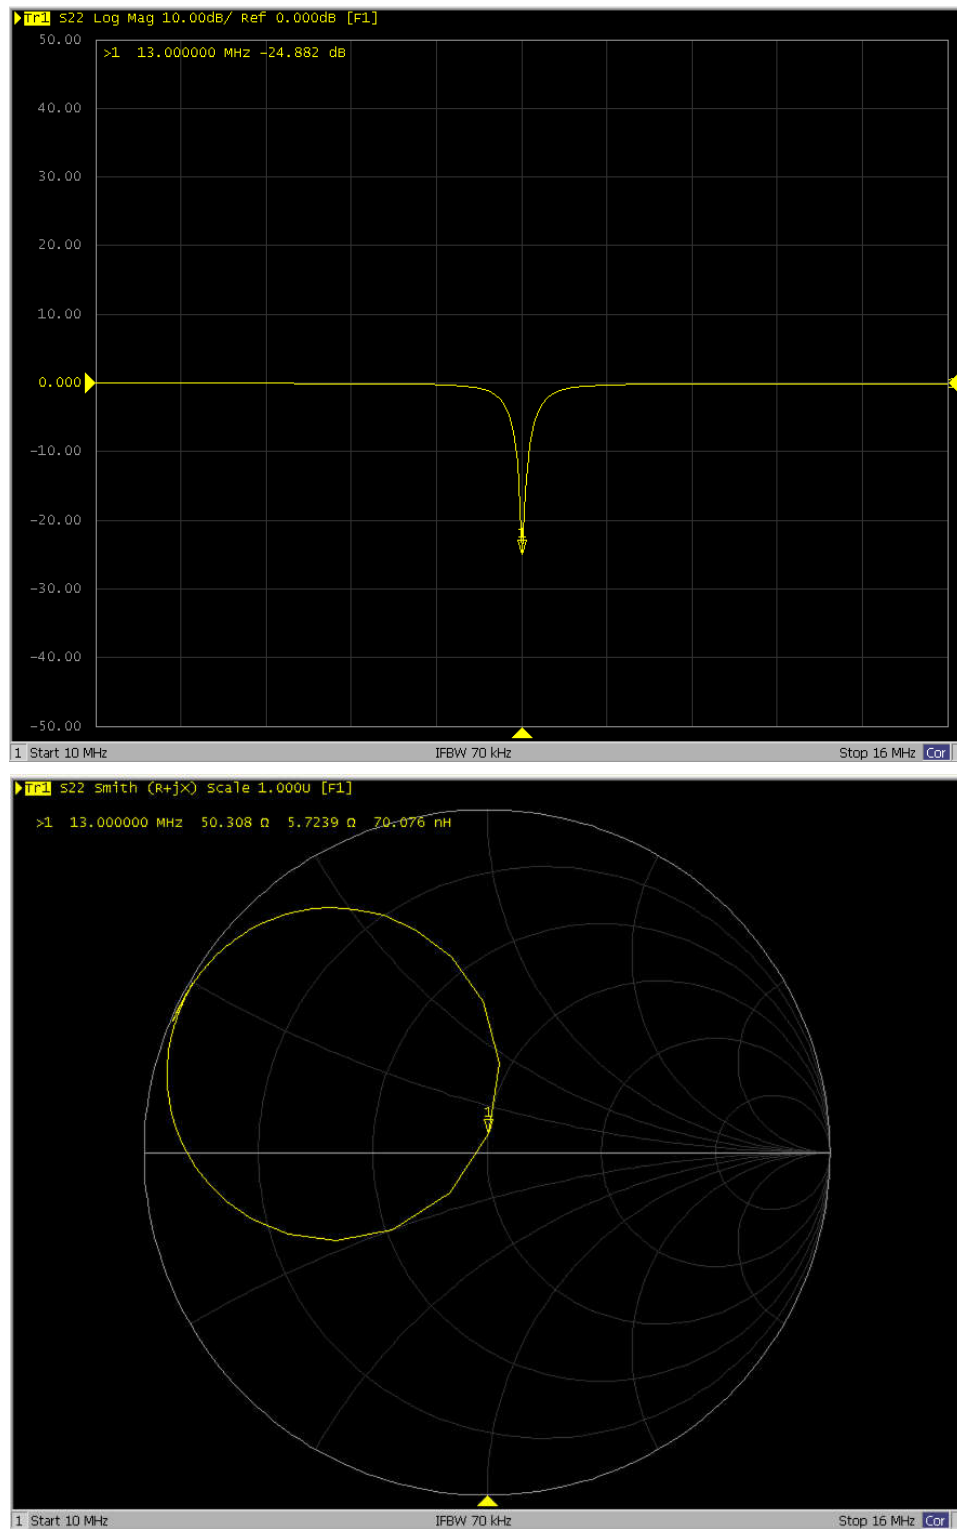 Tr1 S22 Log Mag 10.00dB/ Ref 0.000dB [F1]
50.00
>1 13.000000 MHz -24.882 dB
40.00
30.00
20.00
10.00
0.000
-10.00
-20.00
1
-30.00
-40.00
-50.00
1 Start 10 MHz IFBW 70 kHz Stop 16 MHz Cor
Tr1 S22 Smith (R+jX) Scale 1.000U [F1]
>1 13.000000 MHz 50.308 Ω 5.7239 Ω 70.076 nH
1
1 Start 10 MHz IFBW 70 kHz Stop 16 MHz Cor